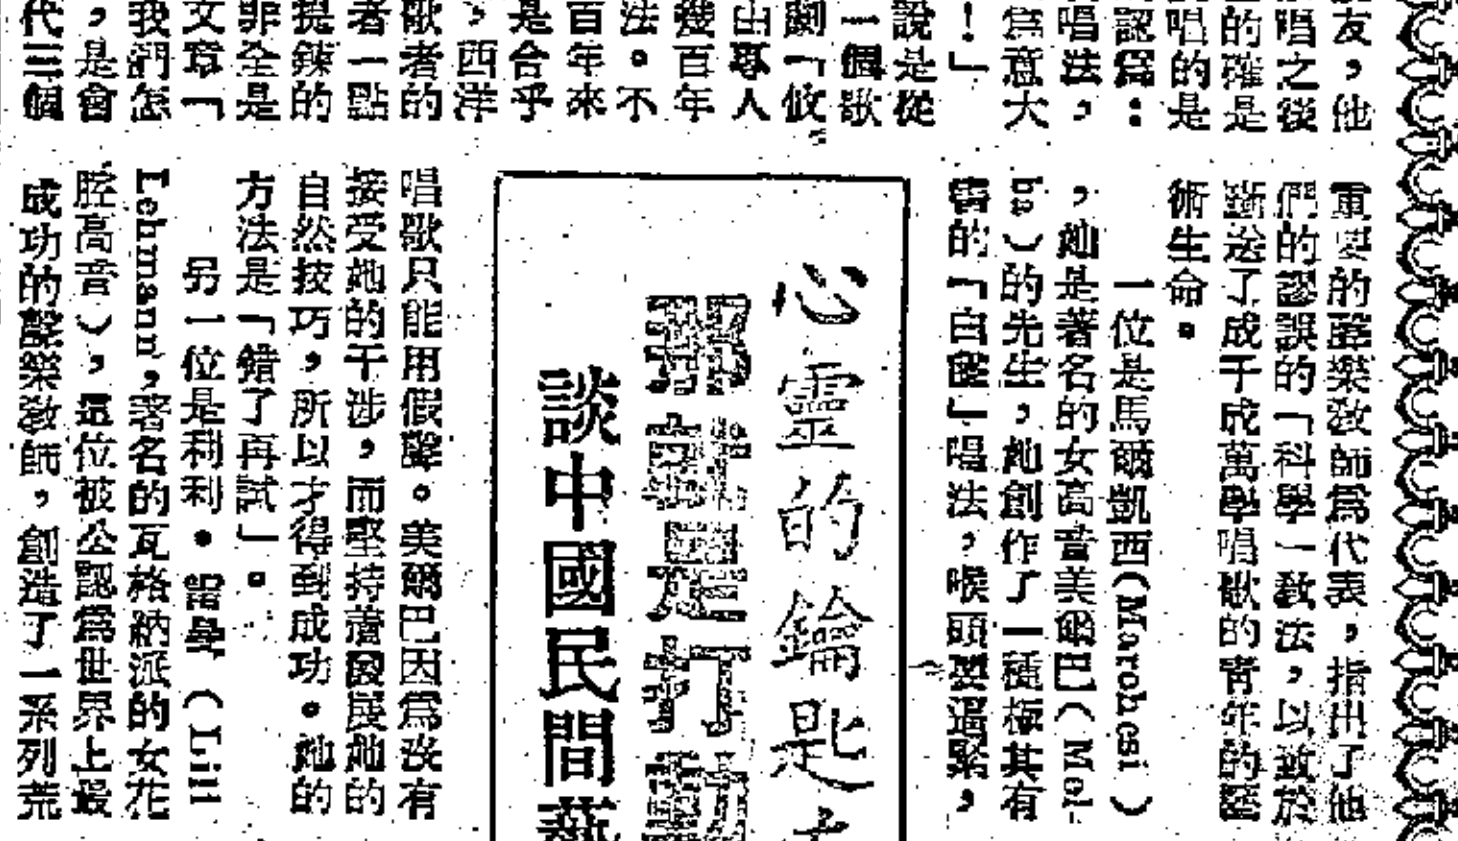 友，他
唱之後
的確是
唱的是
認爲：
唱法，
爲意大
！」
說是從
一個歌
劇「攸
由專人
幾百年
法。不
百年來
是合乎
，西洋
歌者的
者一點
提鍊的
非全是
文章「
我們怎
，是會
代三個
重要的聲樂教師爲代表，指出了他
們的謬誤的「科學一教法，以致於
斷送了成千成萬學唱歌的青年的藝
術生命。
一位是馬爾凱西(Marohesi)
，她是著名的女高音美爾巴(Mel-
ba)的先生，她創作了一種極其有
害的「白聲」唱法，喉頭要逼緊，
心靈的鑰匙
是打
談中國民間藝
唱歌只能用假聲。美爾巴因爲沒有
接受她的干涉，而堅持著發展她的
自然技巧，所以才得到成功。她的
方法是「錯了再試」。
另一位是利利。雷曼（Lili
Lehmann，著名的瓦格納派的女花
腔高音），這位被公認爲世界上最
成功的聲樂教師，創造了一系列荒